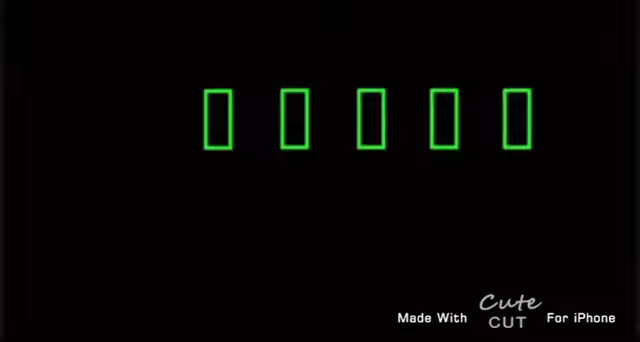 ▯▯▯▯▯
Made With Cute CUT For iPhone